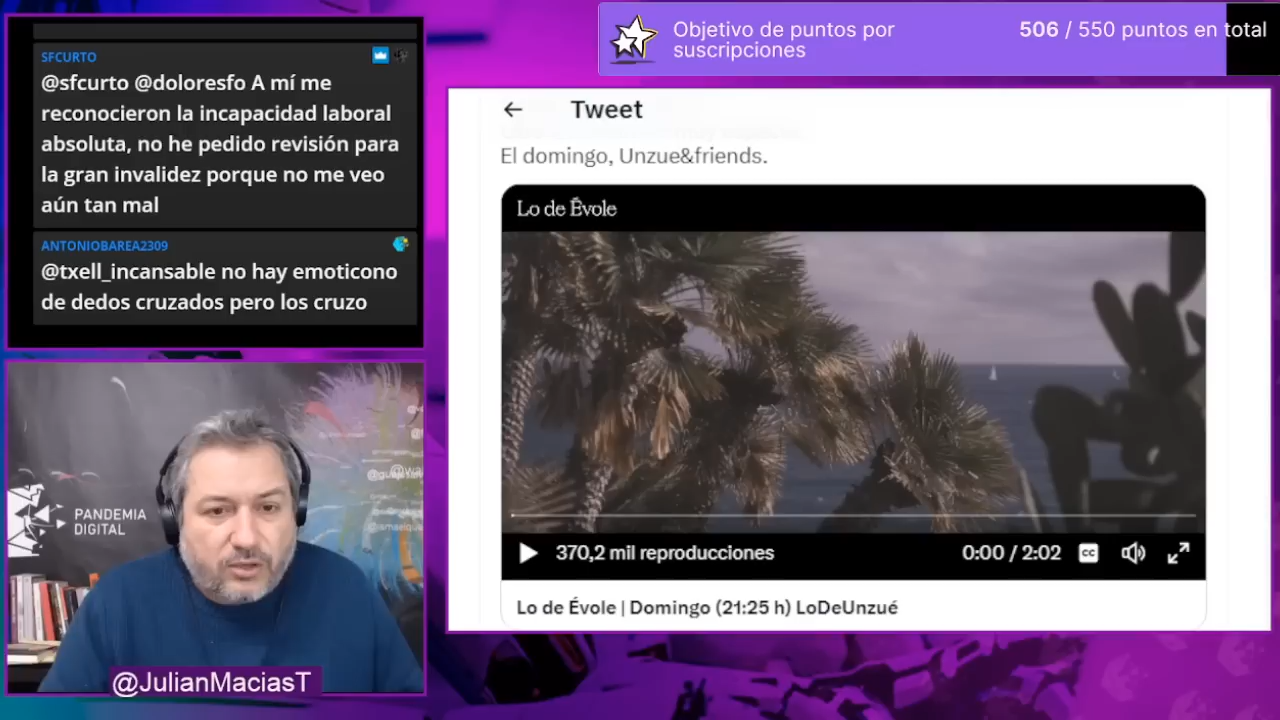 SFCURTO
@sfcurto @doloresfo A mí me
reconocieron la incapacidad laboral
absoluta, no he pedido revisión para
la gran invalidez porque no me veo
aún tan mal
ANTONIOBAREA2309
@txell_incansable no hay emoticono
de dedos cruzados pero los cruzo
Objetivo de puntos por
suscripciones
506 / 550 puntos en total
Tweet
El domingo, Unzue&friends.
Lo de Évole
370,2 mil reproducciones
0:00 / 2:02
CC
Lo de Évole | Domingo (21:25 h) LoDeUnzué
PANDEMIA
DIGITAL
@JulianMaciasT